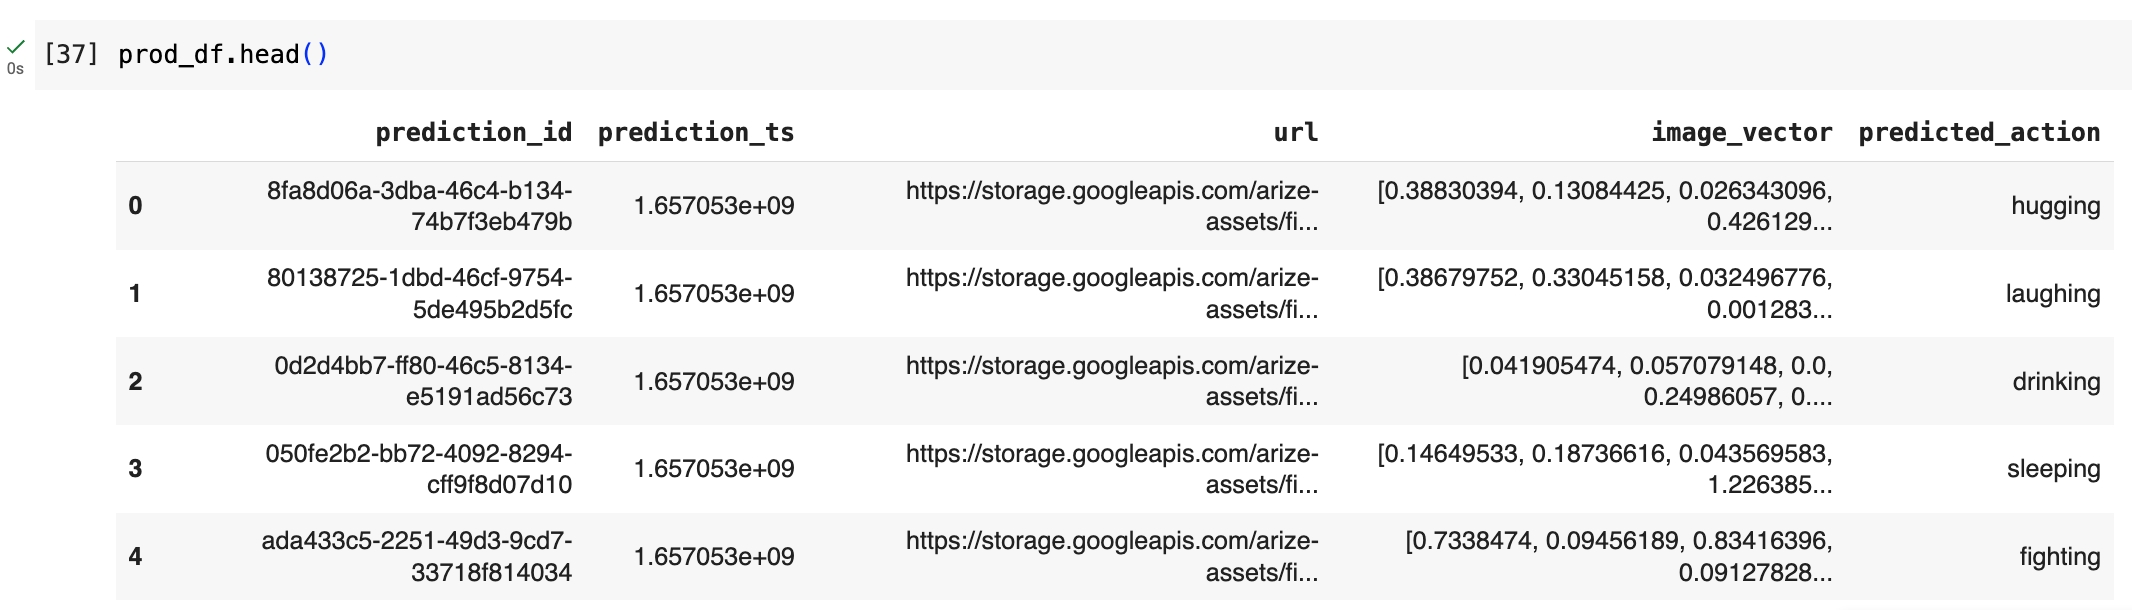 [37] prod_df.head()
0s
prediction_id prediction_ts url image_vector predicted_action
0 8fa8d06a-3dba-46c4-b134- 1.657053e+09 https://storage.googleapis.com/arize- [0.38830394, 0.13084425, 0.026343096, hugging
74b7f3eb479b assets/fi... 0.426129...
1 80138725-1dbd-46cf-9754- 1.657053e+09 https://storage.googleapis.com/arize- [0.38679752, 0.33045158, 0.032496776, laughing
5de495b2d5fc assets/fi... 0.001283...
2 0d2d4bb7-ff80-46c5-8134- 1.657053e+09 https://storage.googleapis.com/arize- [0.041905474, 0.057079148, 0.0, drinking
e5191ad56c73 assets/fi... 0.24986057, 0....
3 050fe2b2-bb72-4092-8294- 1.657053e+09 https://storage.googleapis.com/arize- [0.14649533, 0.18736616, 0.043569583, sleeping
cff9f8d07d10 assets/fi... 1.226385...
4 ada433c5-2251-49d3-9cd7- 1.657053e+09 https://storage.googleapis.com/arize- [0.7338474, 0.09456189, 0.83416396, fighting
33718f814034 assets/fi... 0.09127828...